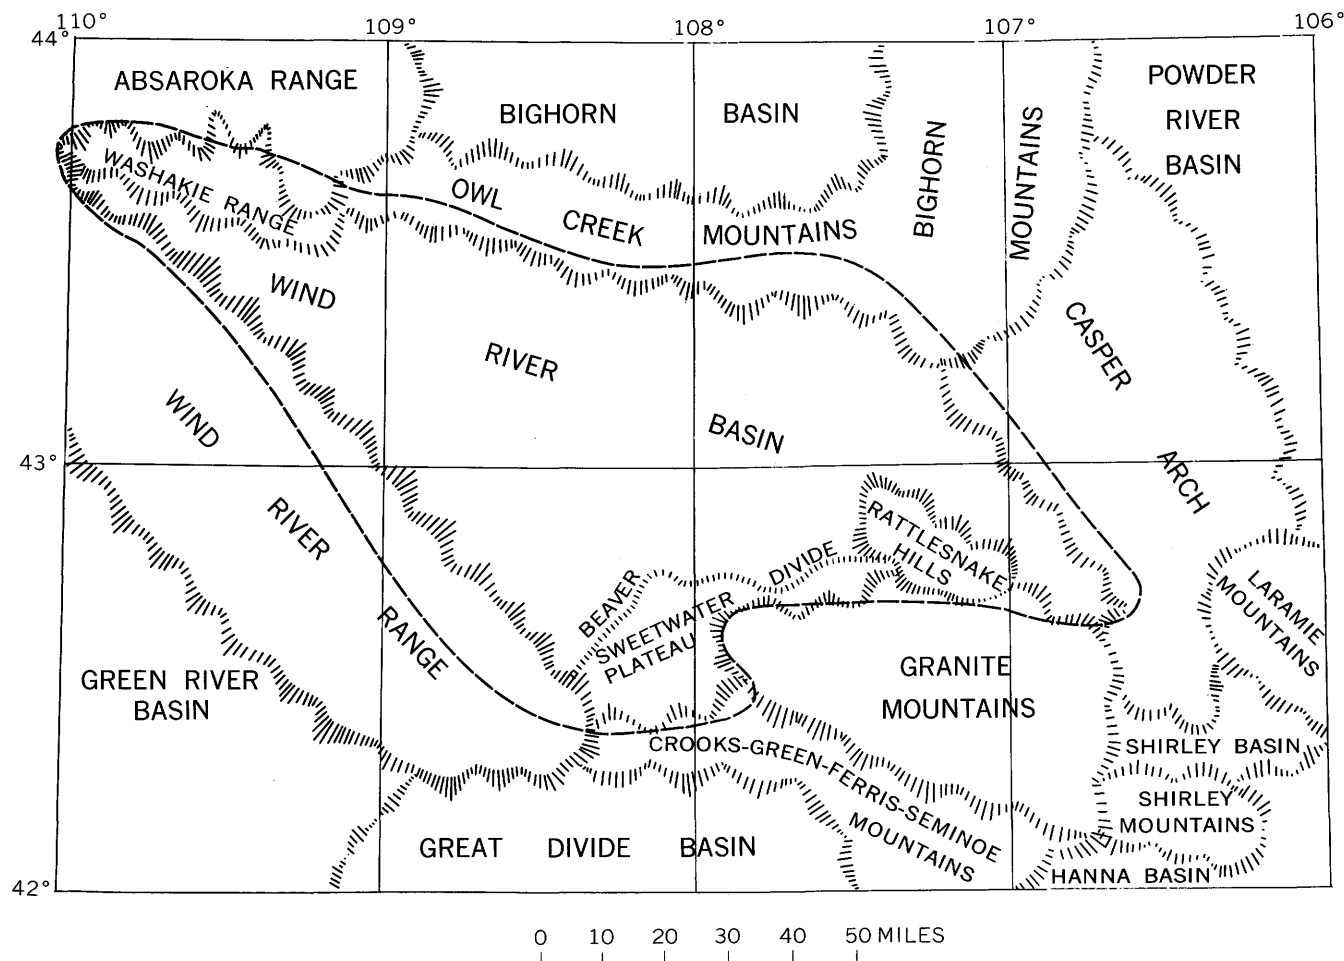 110° 109° 108° 107° 106°
44°
ABSAROKA RANGE
BIGHORN BASIN
POWDER
RIVER
BASIN
BIGHORN
MOUNTAINS
WASHAKIE RANGE
OWL
CREEK
MOUNTAINS
WIND
RIVER
BASIN
CASPER
ARCH
WIND
RIVER
RANGE
43°
RATTLESNAKE
HILLS
BEAVER
DIVIDE
SWEETWATER
PLATEAU
LARAMIE
MOUNTAINS
GREEN RIVER
BASIN
GRANITE
MOUNTAINS
CROOKS-GREEN-FERRIS-SEMINOE
MOUNTAINS
SHIRLEY BASIN
SHIRLEY
MOUNTAINS
GREAT DIVIDE BASIN
HANNA BASIN
42°
0 10 20 30 40 50 MILES